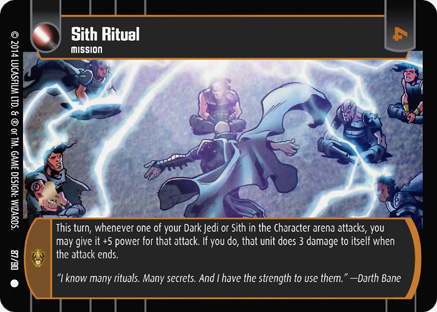 Sith Ritual
MISSION
4
This turn, whenever one of your Dark Jedi or Sith in the Character arena attacks, you
may give it +5 power for that attack. If you do, that unit does 3 damage to itself when
the attack ends.
"I know many rituals. Many secrets. And I have the strength to use them." —Darth Bane
© 2014 LUCASFILM LTD. & ® or TM. GAME DESIGN: WIZARDS.
87/90